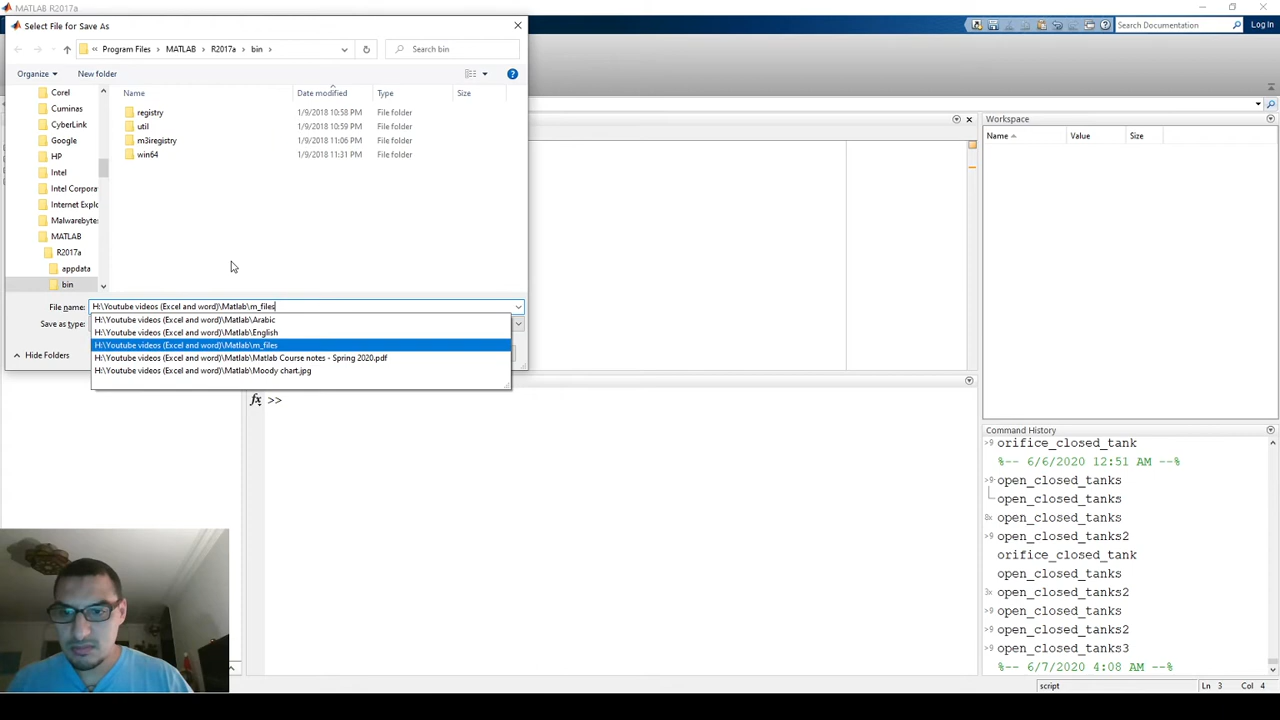 MATLAB R2017a
Select File for Save As
Search Documentation
Log In
Program Files > MATLAB > R2017a > bin >
Search bin
Organize
New folder
Name
Date modified
Type
Size
Corel
Cuminas
CyberLink
Google
HP
Intel
Intel Corpora
Internet Explo
Malwarebytes
MATLAB
R2017a
appdata
bin
registry 1/9/2018 10:58 PM File folder
util 1/9/2018 10:59 PM File folder
m3iregistry 1/9/2018 11:06 PM File folder
win64 1/9/2018 11:31 PM File folder
File name: H:\Youtube videos (Excel and word)\Matlab\m_files
Save as type:
H:\Youtube videos (Excel and word)\Matlab\Arabic
H:\Youtube videos (Excel and word)\Matlab\English
H:\Youtube videos (Excel and word)\Matlab\m_files
H:\Youtube videos (Excel and word)\Matlab\Matlab Course notes - Spring 2020.pdf
H:\Youtube videos (Excel and word)\Matlab\Moody chart.jpg
Hide Folders
fx >>
Workspace
Name
Value
Size
Command History
orifice_closed_tank
%-- 6/6/2020 12:51 AM --%
open_closed_tanks
open_closed_tanks
8x open_closed_tanks
open_closed_tanks2
orifice_closed_tank
open_closed_tanks
3x open_closed_tanks2
open_closed_tanks
open_closed_tanks2
open_closed_tanks3
%-- 6/7/2020 4:08 AM --%
script
Ln 3 Col 4